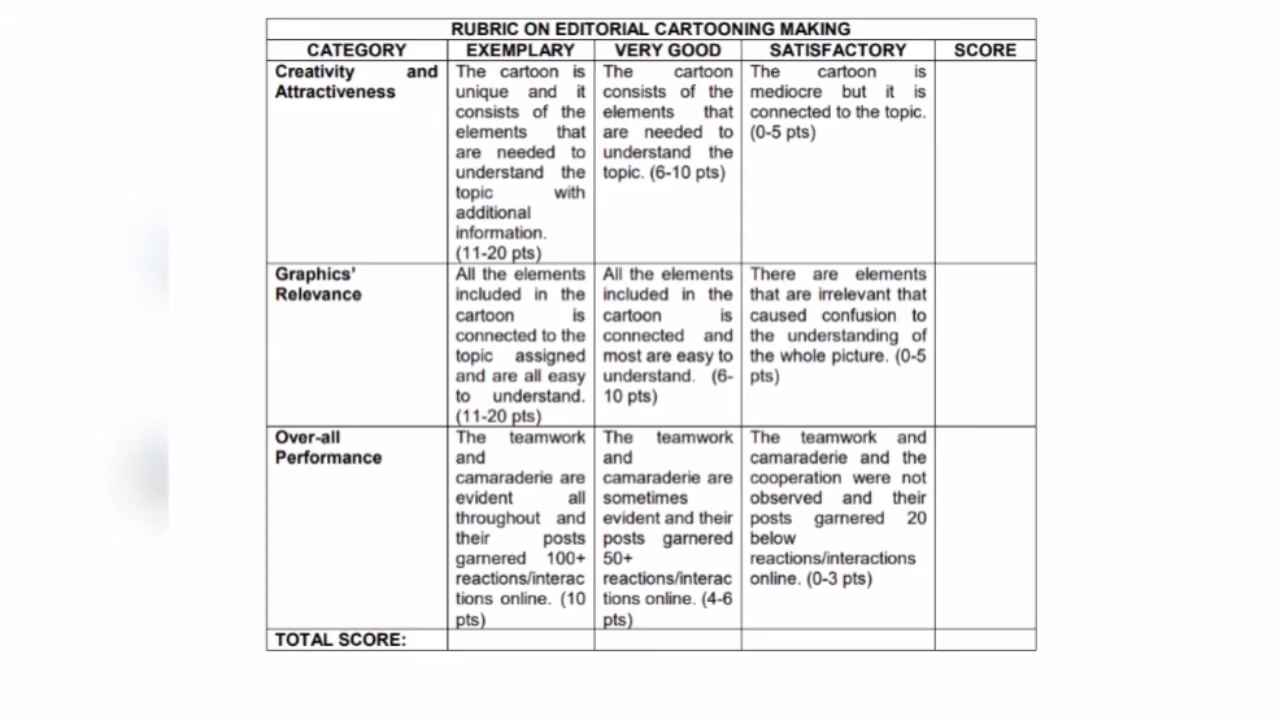 RUBRIC ON EDITORIAL CARTOONING MAKING
CATEGORY EXEMPLARY VERY GOOD SATISFACTORY SCORE
Creativity and
Attractiveness
The cartoon is
unique and it
consists of the
elements that
are needed to
understand the
topic with
additional
information.
(11-20 pts)
The cartoon
consists of the
elements that
are needed to
understand the
topic. (6-10 pts)
The cartoon is
mediocre but it is
connected to the topic.
(0-5 pts)
Graphics'
Relevance
All the elements
included in the
cartoon is
connected to the
topic assigned
and are all easy
to understand.
(11-20 pts)
All the elements
included in the
cartoon is
connected and
most are easy to
understand. (6-
10 pts)
There are elements
that are irrelevant that
caused confusion to
the understanding of
the whole picture. (0-5
pts)
Over-all
Performance
The teamwork
and
camaraderie are
evident all
throughout and
their posts
garnered 100+
reactions/interac
tions online. (10
pts)
The teamwork
and
camaraderie are
sometimes
evident and their
posts garnered
50+
reactions/interac
tions online. (4-6
pts)
The teamwork and
camaraderie and the
cooperation were not
observed and their
posts garnered 20
below
reactions/interactions
online. (0-3 pts)
TOTAL SCORE: